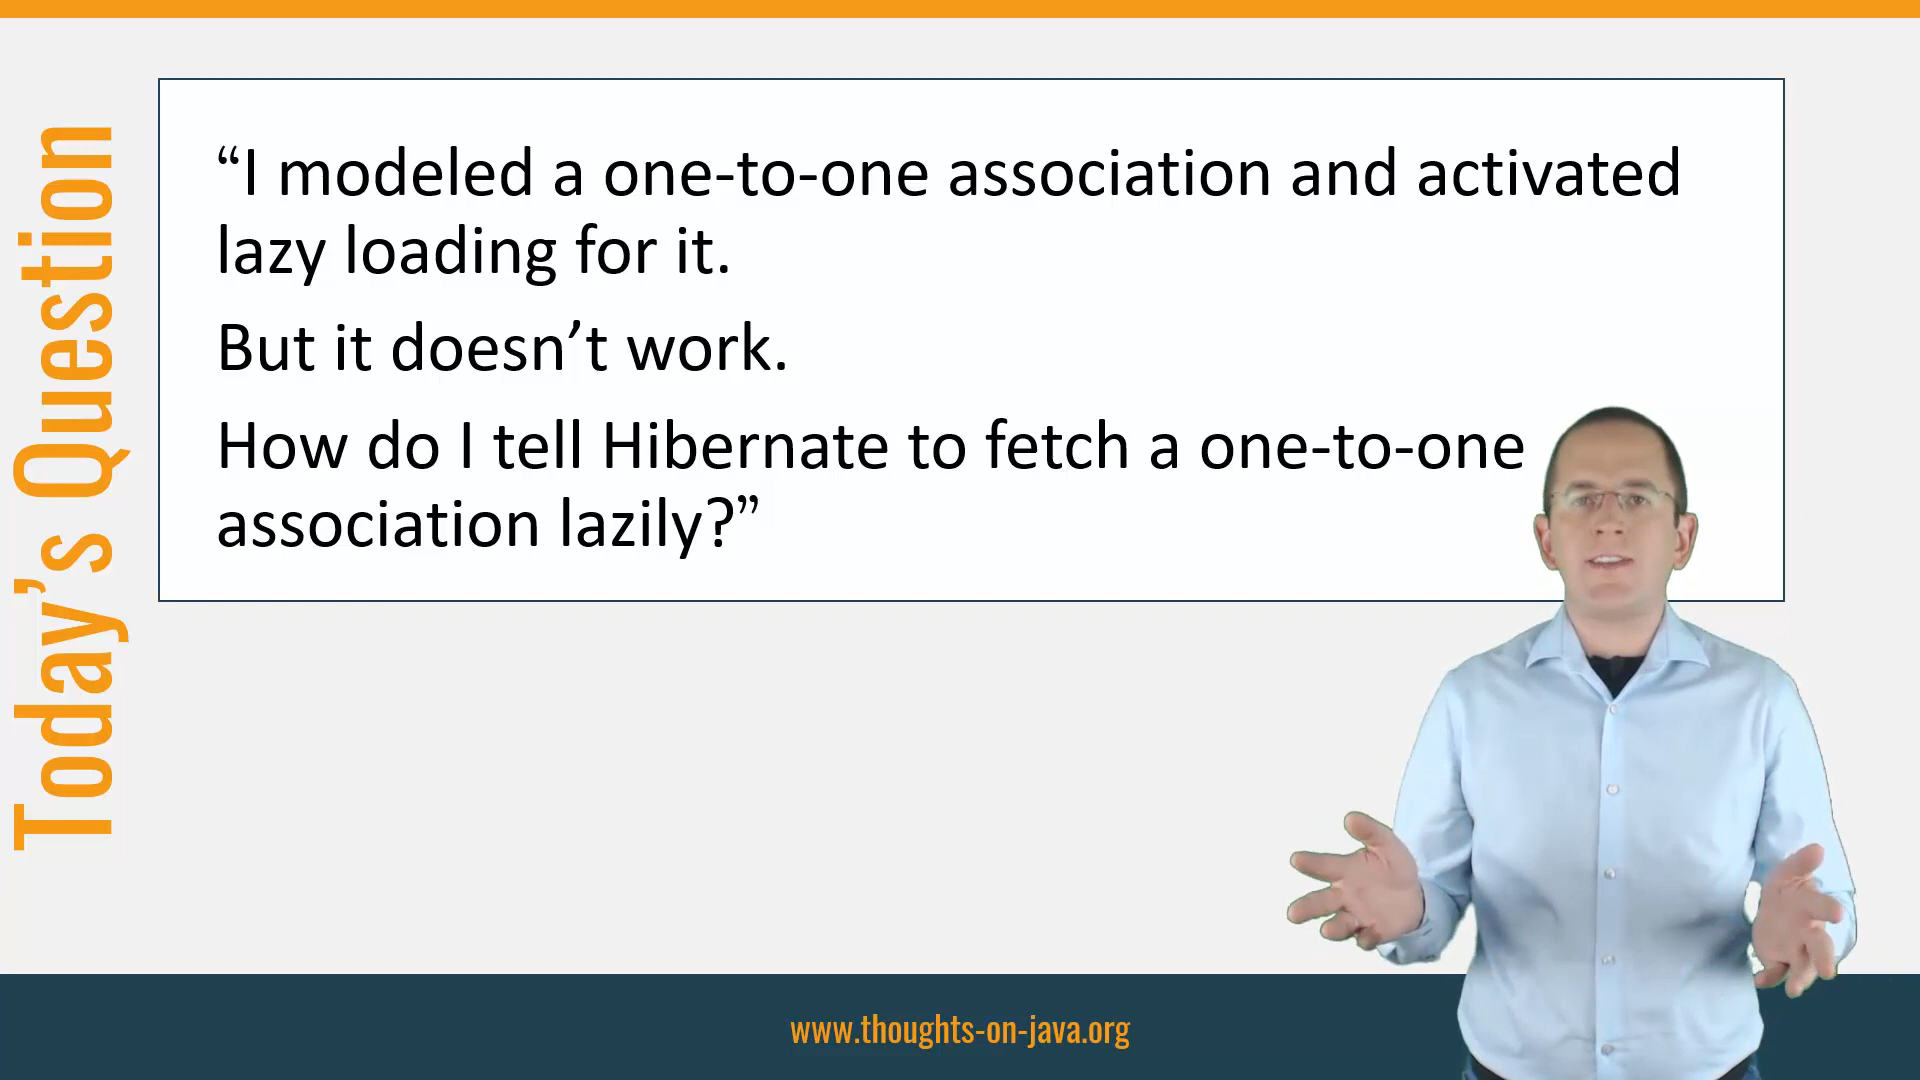 Today's Question
“I modeled a one-to-one association and activated
lazy loading for it.
But it doesn’t work.
How do I tell Hibernate to fetch a one-to-one
association lazily?”
www.thoughts-on-java.org